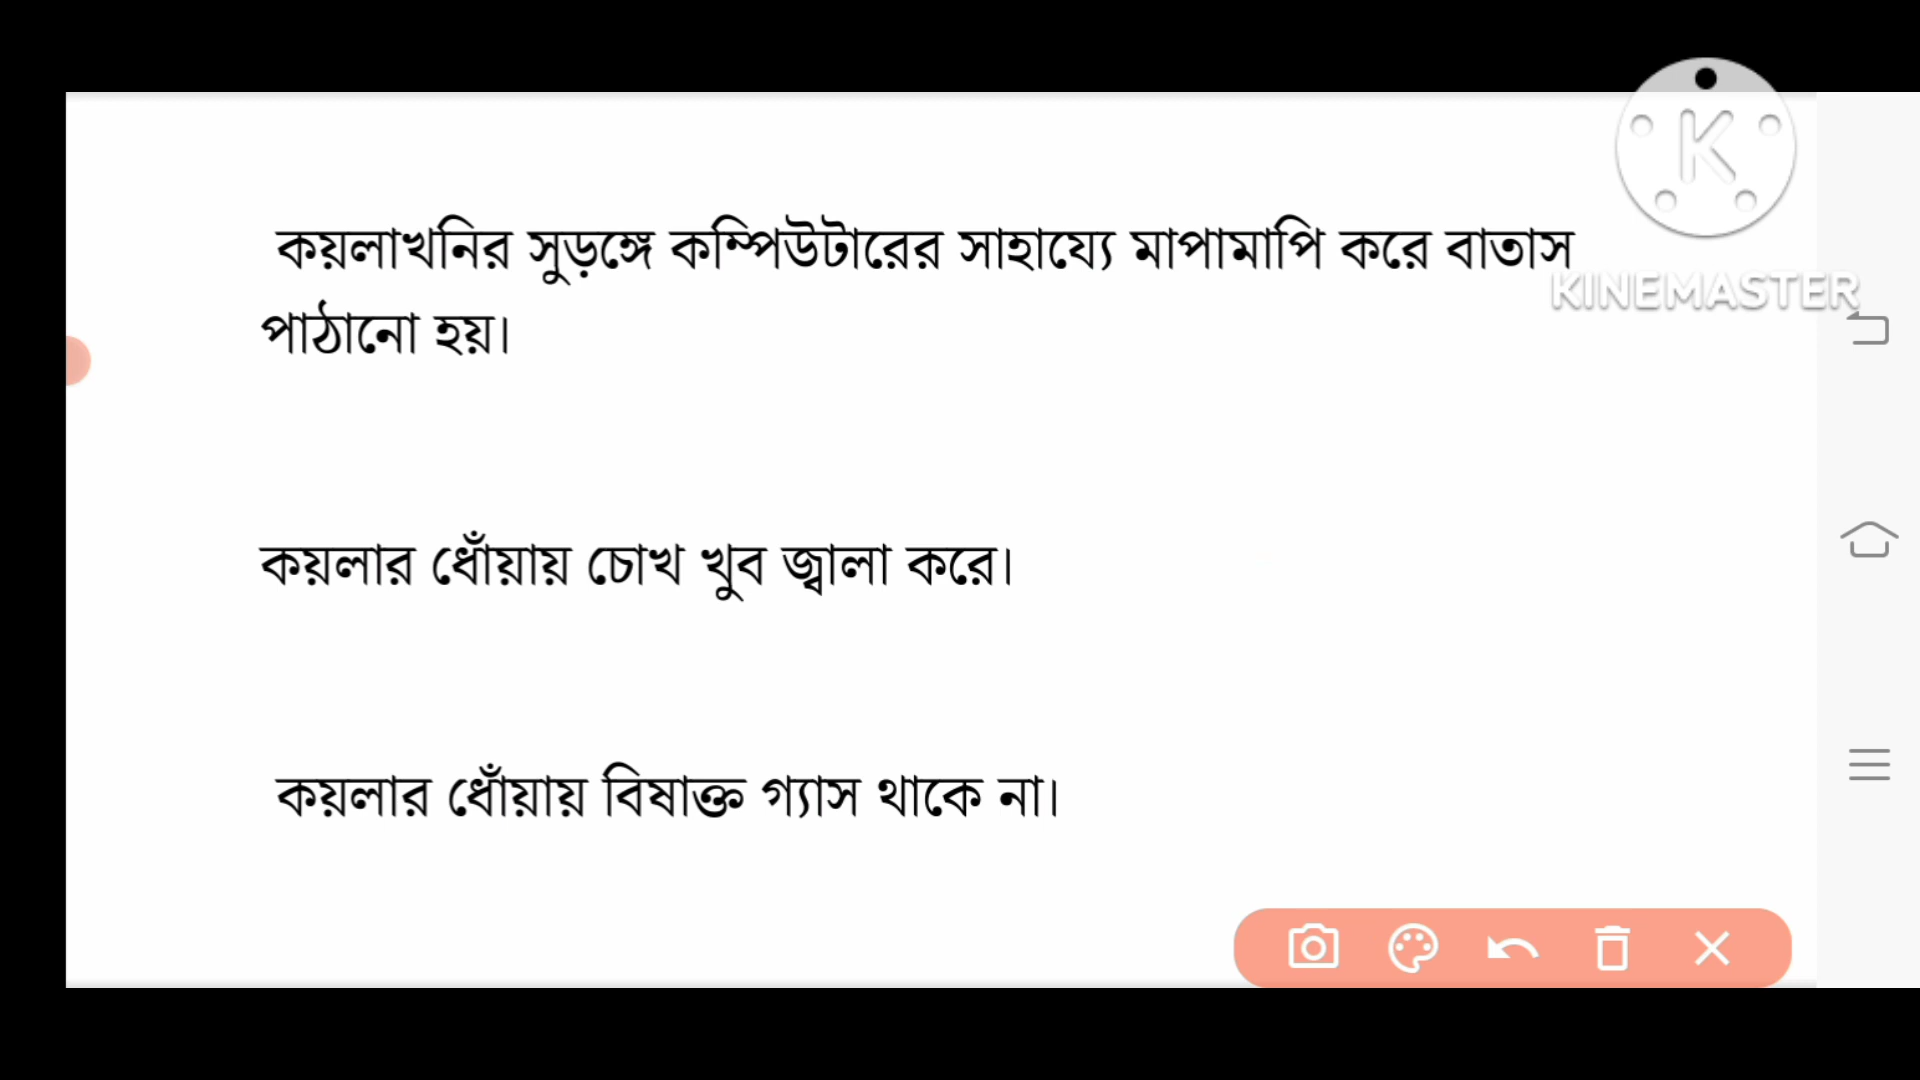 K
কয়লাখনির সুড়ঙ্গে কম্পিউটারের সাহায্যে মাপামাপি করে বাতাস
KINEMASTER
পাঠানো হয়।
কয়লার ধোঁয়ায় চোখ খুব জ্বালা করে।
কয়লার ধোঁয়ায় বিষাক্ত গ্যাস থাকে না।